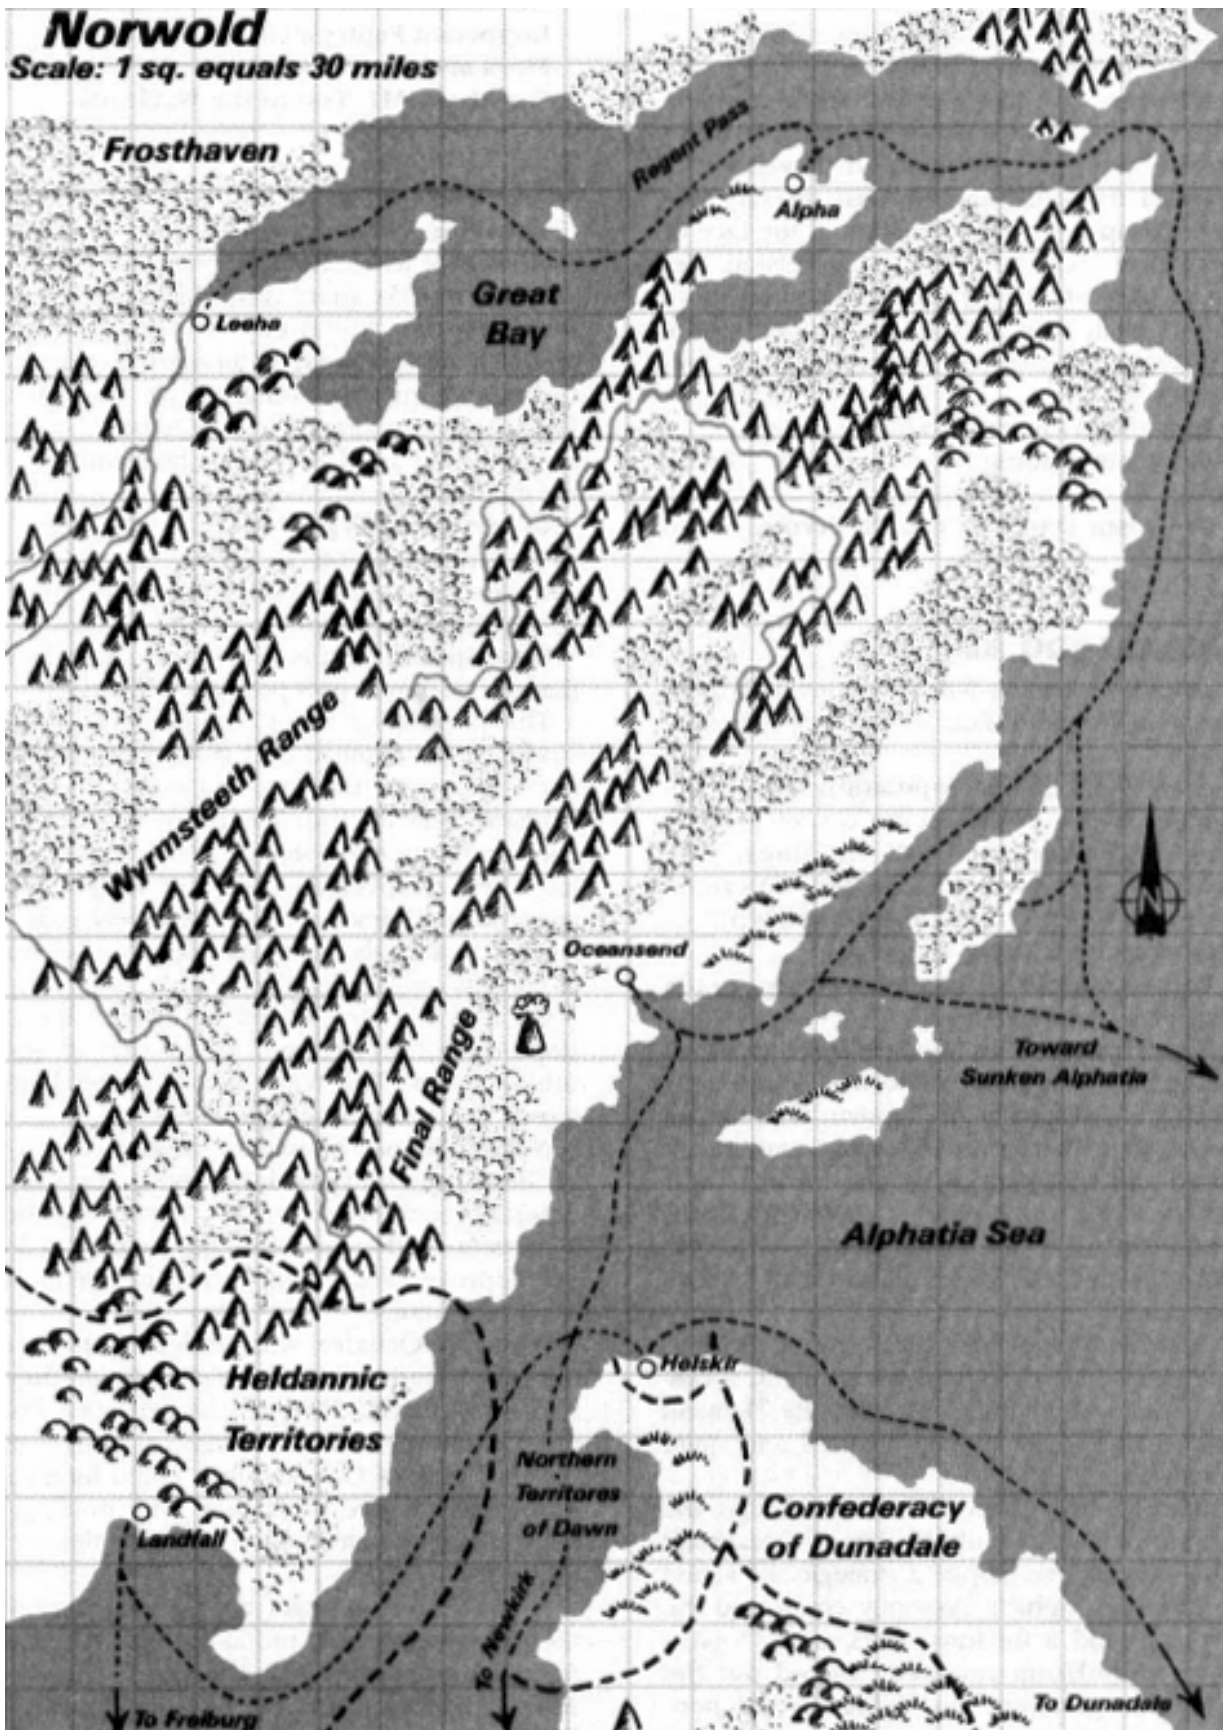 Norwold
Scale: 1 sq. equals 30 miles
Frosthaven
Regent Pass
Alpha
Great
Bay
Leeha
Wyrmsteeth Range
Oceansend
N
Final Range
Toward
Sunken Alphatia
Alphatia Sea
Helskir
Heldannic
Territories
Northern
Territores
of Dawn
Confederacy
of Dunadale
Landfall
To Newkirk
To Freiburg
To Dunadale